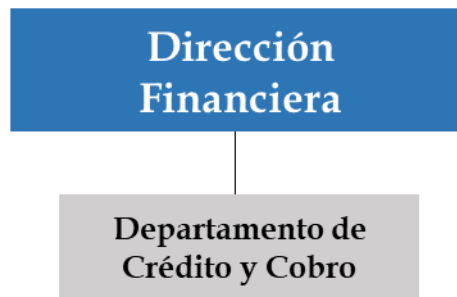 Dirección
Financiera
Departamento de
Crédito y Cobro